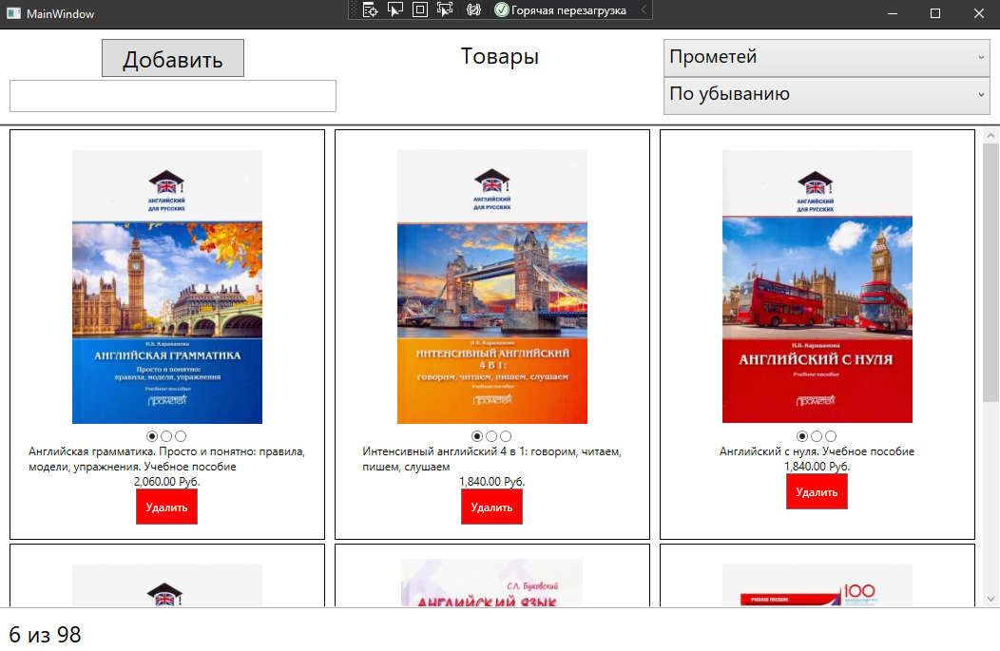 MainWindow
Горячая перезагрузка
Добавить
Товары
Прометей
По убыванию
АНГЛИЙСКИЙ
ДЛЯ РУССКИХ
Н.В. Караванова
АНГЛИЙСКАЯ ГРАММАТИКА
Просто и понятно:
правила, модели, упражнения
Учебное пособие
Прометей
Английская грамматика. Просто и понятно: правила,
модели, упражнения. Учебное пособие
2,060.00 Руб.
Удалить
АНГЛИЙСКИЙ
ДЛЯ РУССКИХ
Н.В. Караванова
ИНТЕНСИВНЫЙ АНГЛИЙСКИЙ
4 В 1:
говорим, читаем, пишем, слушаем
Учебное пособие
Прометей
Интенсивный английский 4 в 1: говорим, читаем,
пишем, слушаем
1,840.00 Руб.
Удалить
АНГЛИЙСКИЙ
ДЛЯ РУССКИХ
Н.В. Караванова
АНГЛИЙСКИЙ С НУЛЯ
Учебное пособие
Прометей
Английский с нуля. Учебное пособие
1,840.00 Руб.
Удалить
С.Л. Буковский
АНГЛИЙСКИЙ ЯЗЫК
УЧЕБНОЕ ПОСОБИЕ
100
6 из 98